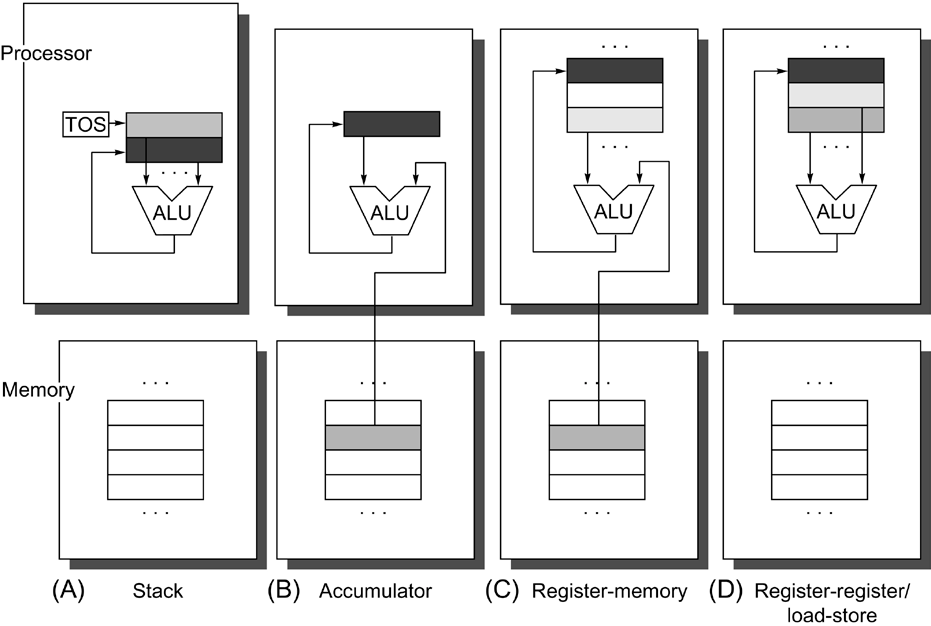 Processor
TOS
ALU
ALU
ALU
ALU
Memory
(A) Stack
(B) Accumulator
(C) Register-memory
(D) Register-register/
load-store